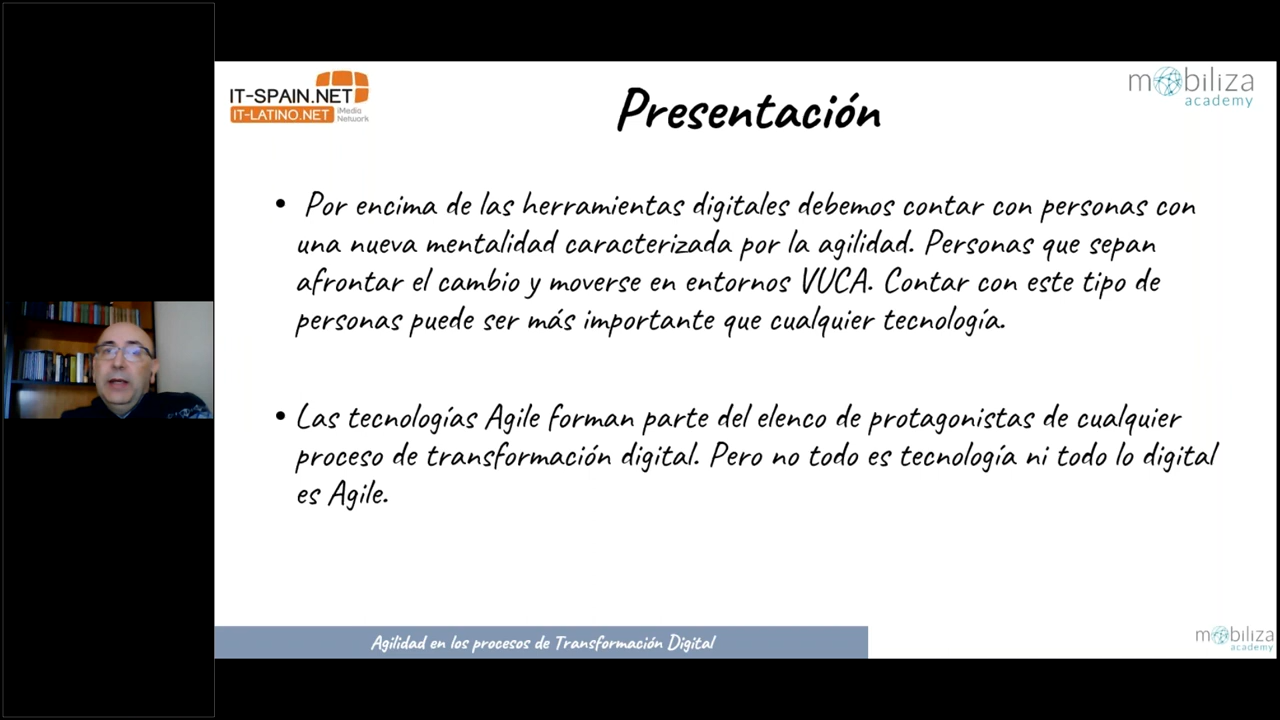 IT-SPAIN.NET
IT-LATINO.NET
iMedia
Network
mobiliza
academy
Presentación
• Por encima de las herramientas digitales debemos contar con personas con
una nueva mentalidad caracterizada por la agilidad. Personas que sepan
afrontar el cambio y moverse en entornos VUCA. Contar con este tipo de
personas puede ser más importante que cualquier tecnología.
• Las tecnologías Agile forman parte del elenco de protagonistas de cualquier
proceso de transformación digital. Pero no todo es tecnología ni todo lo digital
es Agile.
Agilidad en los procesos de Transformación Digital
mobiliza
academy